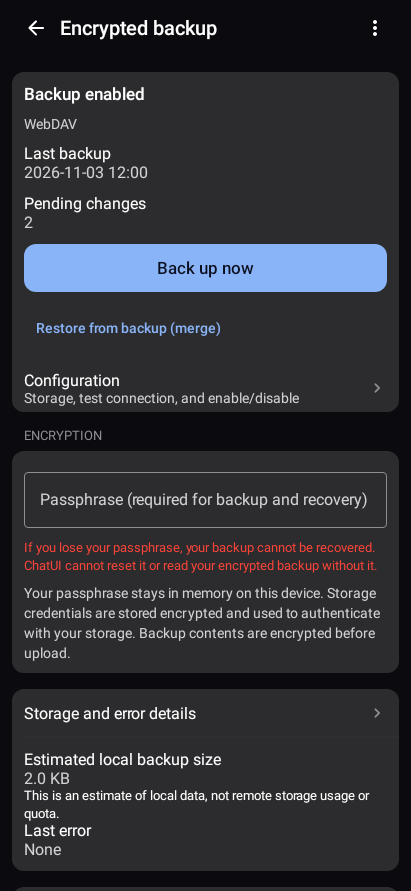 Encrypted backup
Backup enabled
WebDAV
Last backup
2026-11-03 12:00
Pending changes
2
Back up now
Restore from backup (merge)
Configuration
Storage, test connection, and enable/disable
ENCRYPTION
Passphrase (required for backup and recovery)
If you lose your passphrase, your backup cannot be recovered.
ChatUI cannot reset it or read your encrypted backup without it.
Your passphrase stays in memory on this device. Storage
credentials are stored encrypted and used to authenticate
with your storage. Backup contents are encrypted before
upload.
Storage and error details
Estimated local backup size
2.0 KB
This is an estimate of local data, not remote storage usage or
quota.
Last error
None